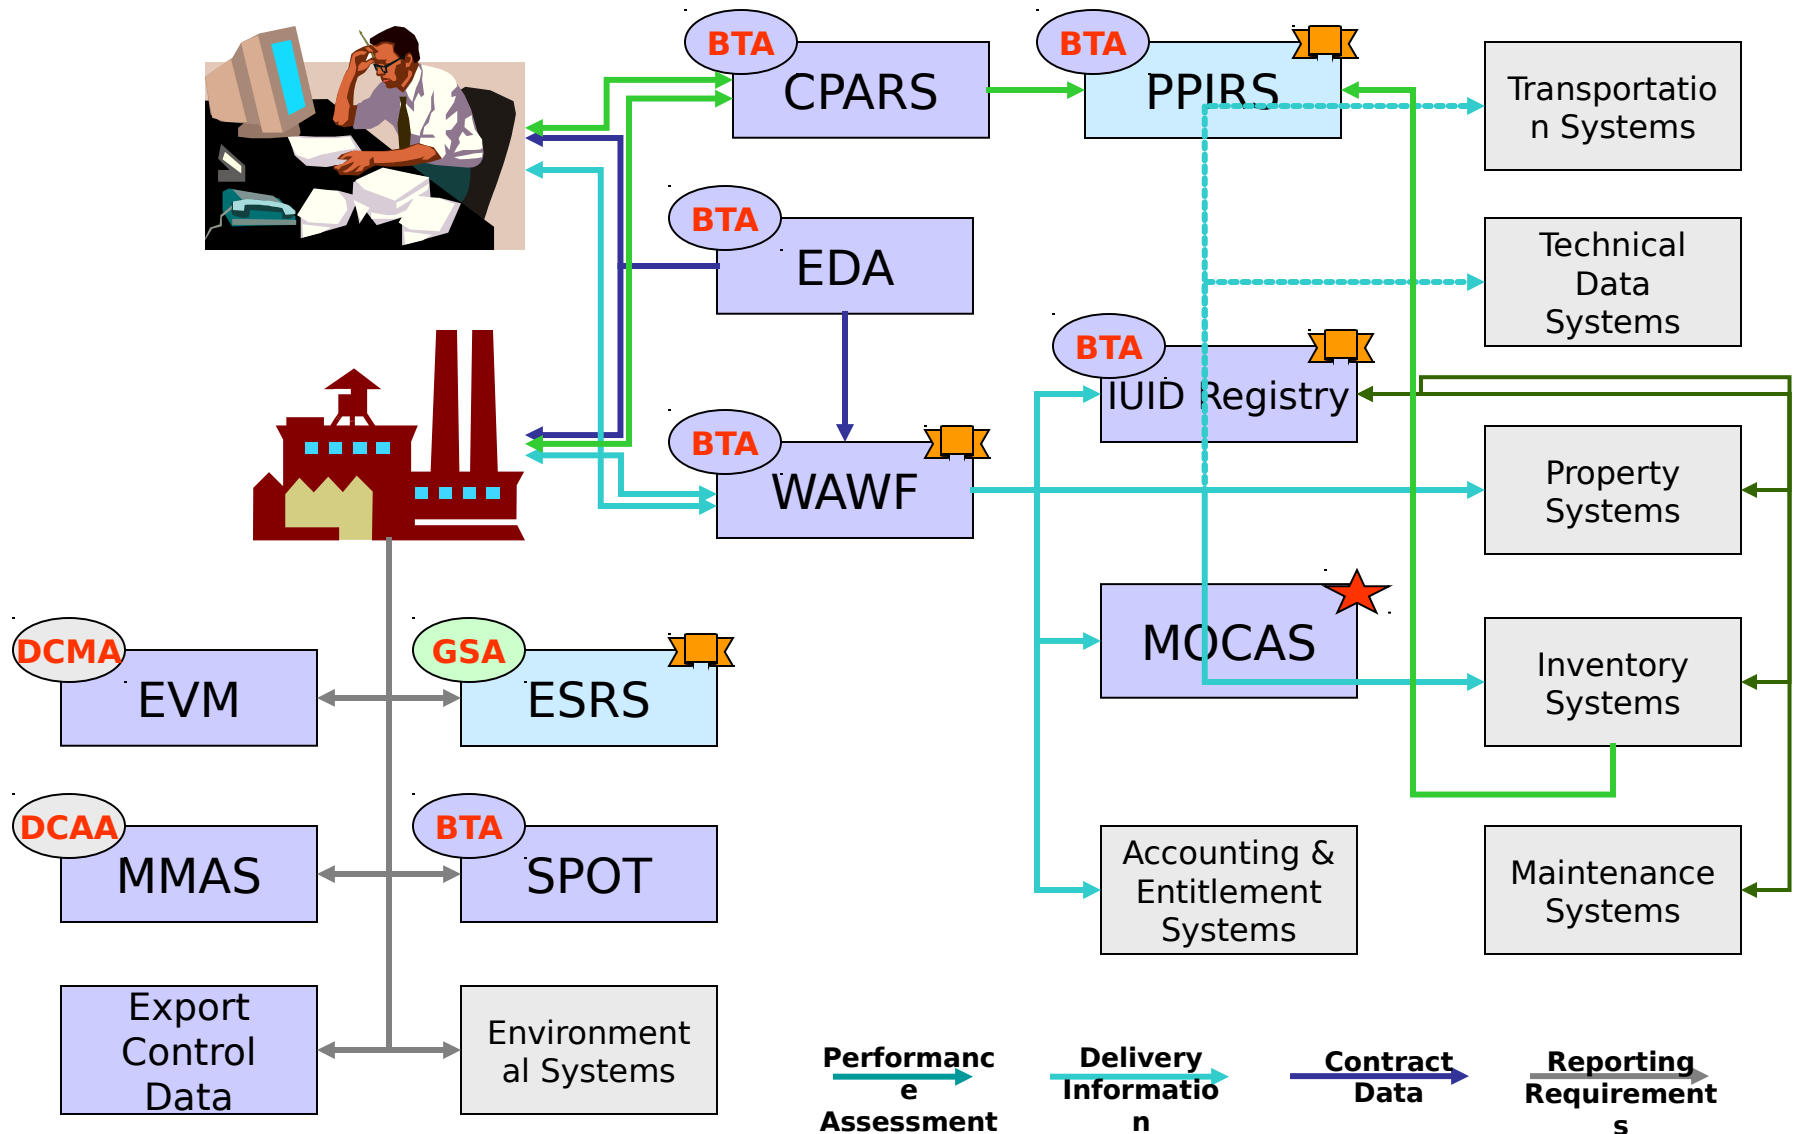 BTA
CPARS
BTA
PPIRS
Transportatio
n Systems
BTA
EDA
Technical
Data
Systems
BTA
IUID Registry
BTA
WAWF
Property
Systems
MOCAS
Inventory
Systems
DCMA
EVM
GSA
ESRS
DCAA
MMAS
BTA
SPOT
Accounting &
Entitlement
Systems
Maintenance
Systems
Export
Control
Data
Environment
al Systems
Performanc
e
Assessment
Delivery
Informatio
n
Contract
Data
Reporting
Requirement
s